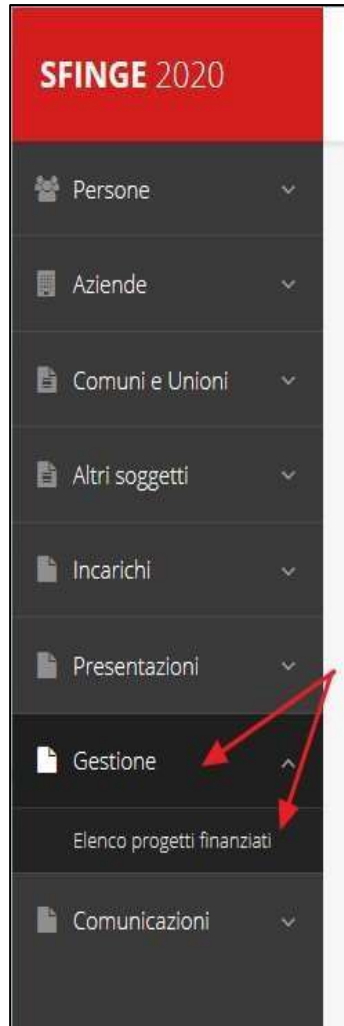 SFINGE 2020
Persone
Aziende
Comuni e Unioni
Altri soggetti
Incarichi
Presentazioni
Gestione
Elenco progetti finanziati
Comunicazioni